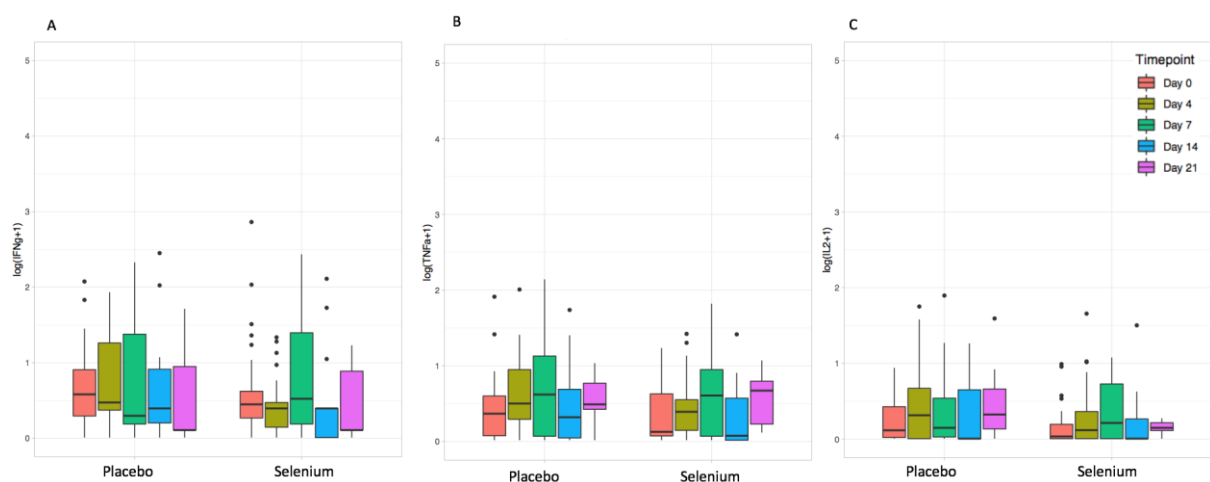 A
5
4
3
2
1
0
log(IFNg+1)
Placebo
Selenium
B
5
4
3
2
1
0
log(TNFa+1)
Placebo
Selenium
C
5
4
3
2
1
0
log(IL2+1)
Placebo
Selenium
Timepoint
Day 0
Day 4
Day 7
Day 14
Day 21